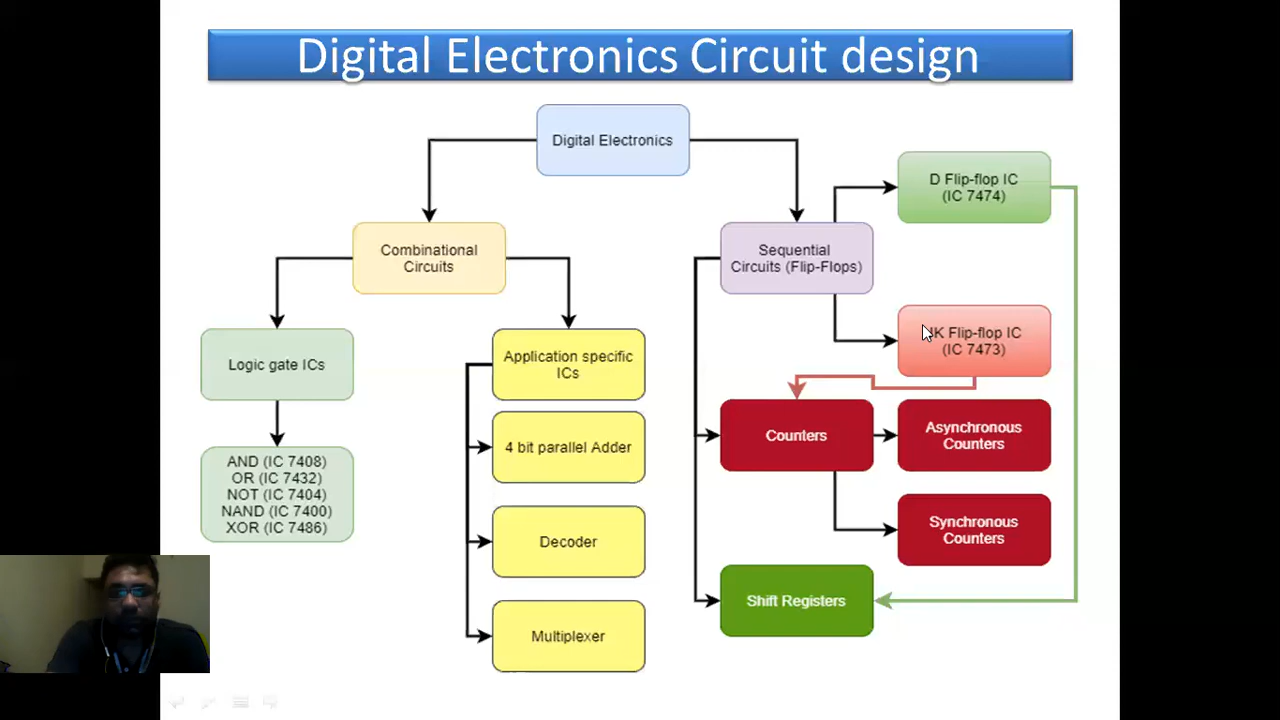 Digital Electronics Circuit design
Digital Electronics
D Flip-flop IC
(IC 7474)
Combinational
Circuits
Sequential
Circuits (Flip-Flops)
JK Flip-flop IC
(IC 7473)
Logic gate ICs
Application specific
ICs
AND (IC 7408)
OR (IC 7432)
NOT (IC 7404)
NAND (IC 7400)
XOR (IC 7486)
4 bit parallel Adder
Decoder
Multiplexer
Counters
Asynchronous
Counters
Synchronous
Counters
Shift Registers